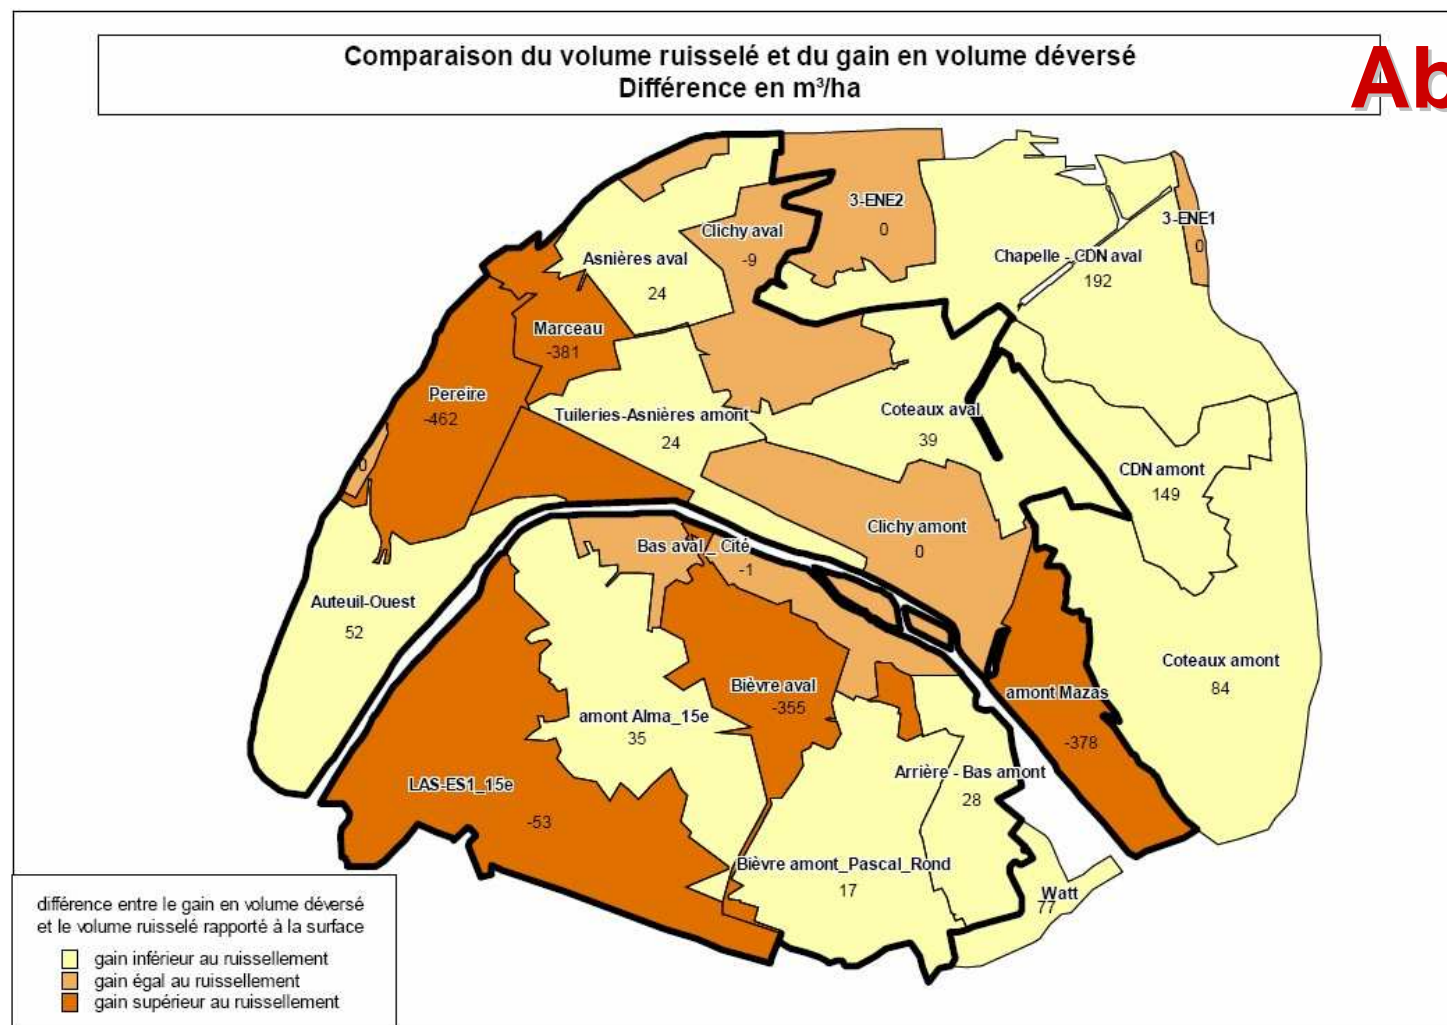 Comparaison du volume ruisselé et du gain en volume déversé
Différence en m³/ha
Ab
3-ENE2
0
3-ENE1
0
Clichy aval
-9
Asnières aval
24
Chapelle - CDN aval
192
Marceau
-381
Pereire
-462
Tuileries-Asnières amont
24
Coteaux aval
39
0
CDN amont
149
Clichy amont
0
Bas aval_ Cité
-1
Auteuil-Ouest
52
Coteaux amont
84
Bièvre aval
-355
amont Mazas
-378
amont Alma_15e
35
Arrière - Bas amont
28
LAS-ES1_15e
-53
Bièvre amont_Pascal_Rond
17
Watt
77
différence entre le gain en volume déversé
et le volume ruisselé rapporté à la surface
gain inférieur au ruissellement
gain égal au ruissellement
gain supérieur au ruissellement